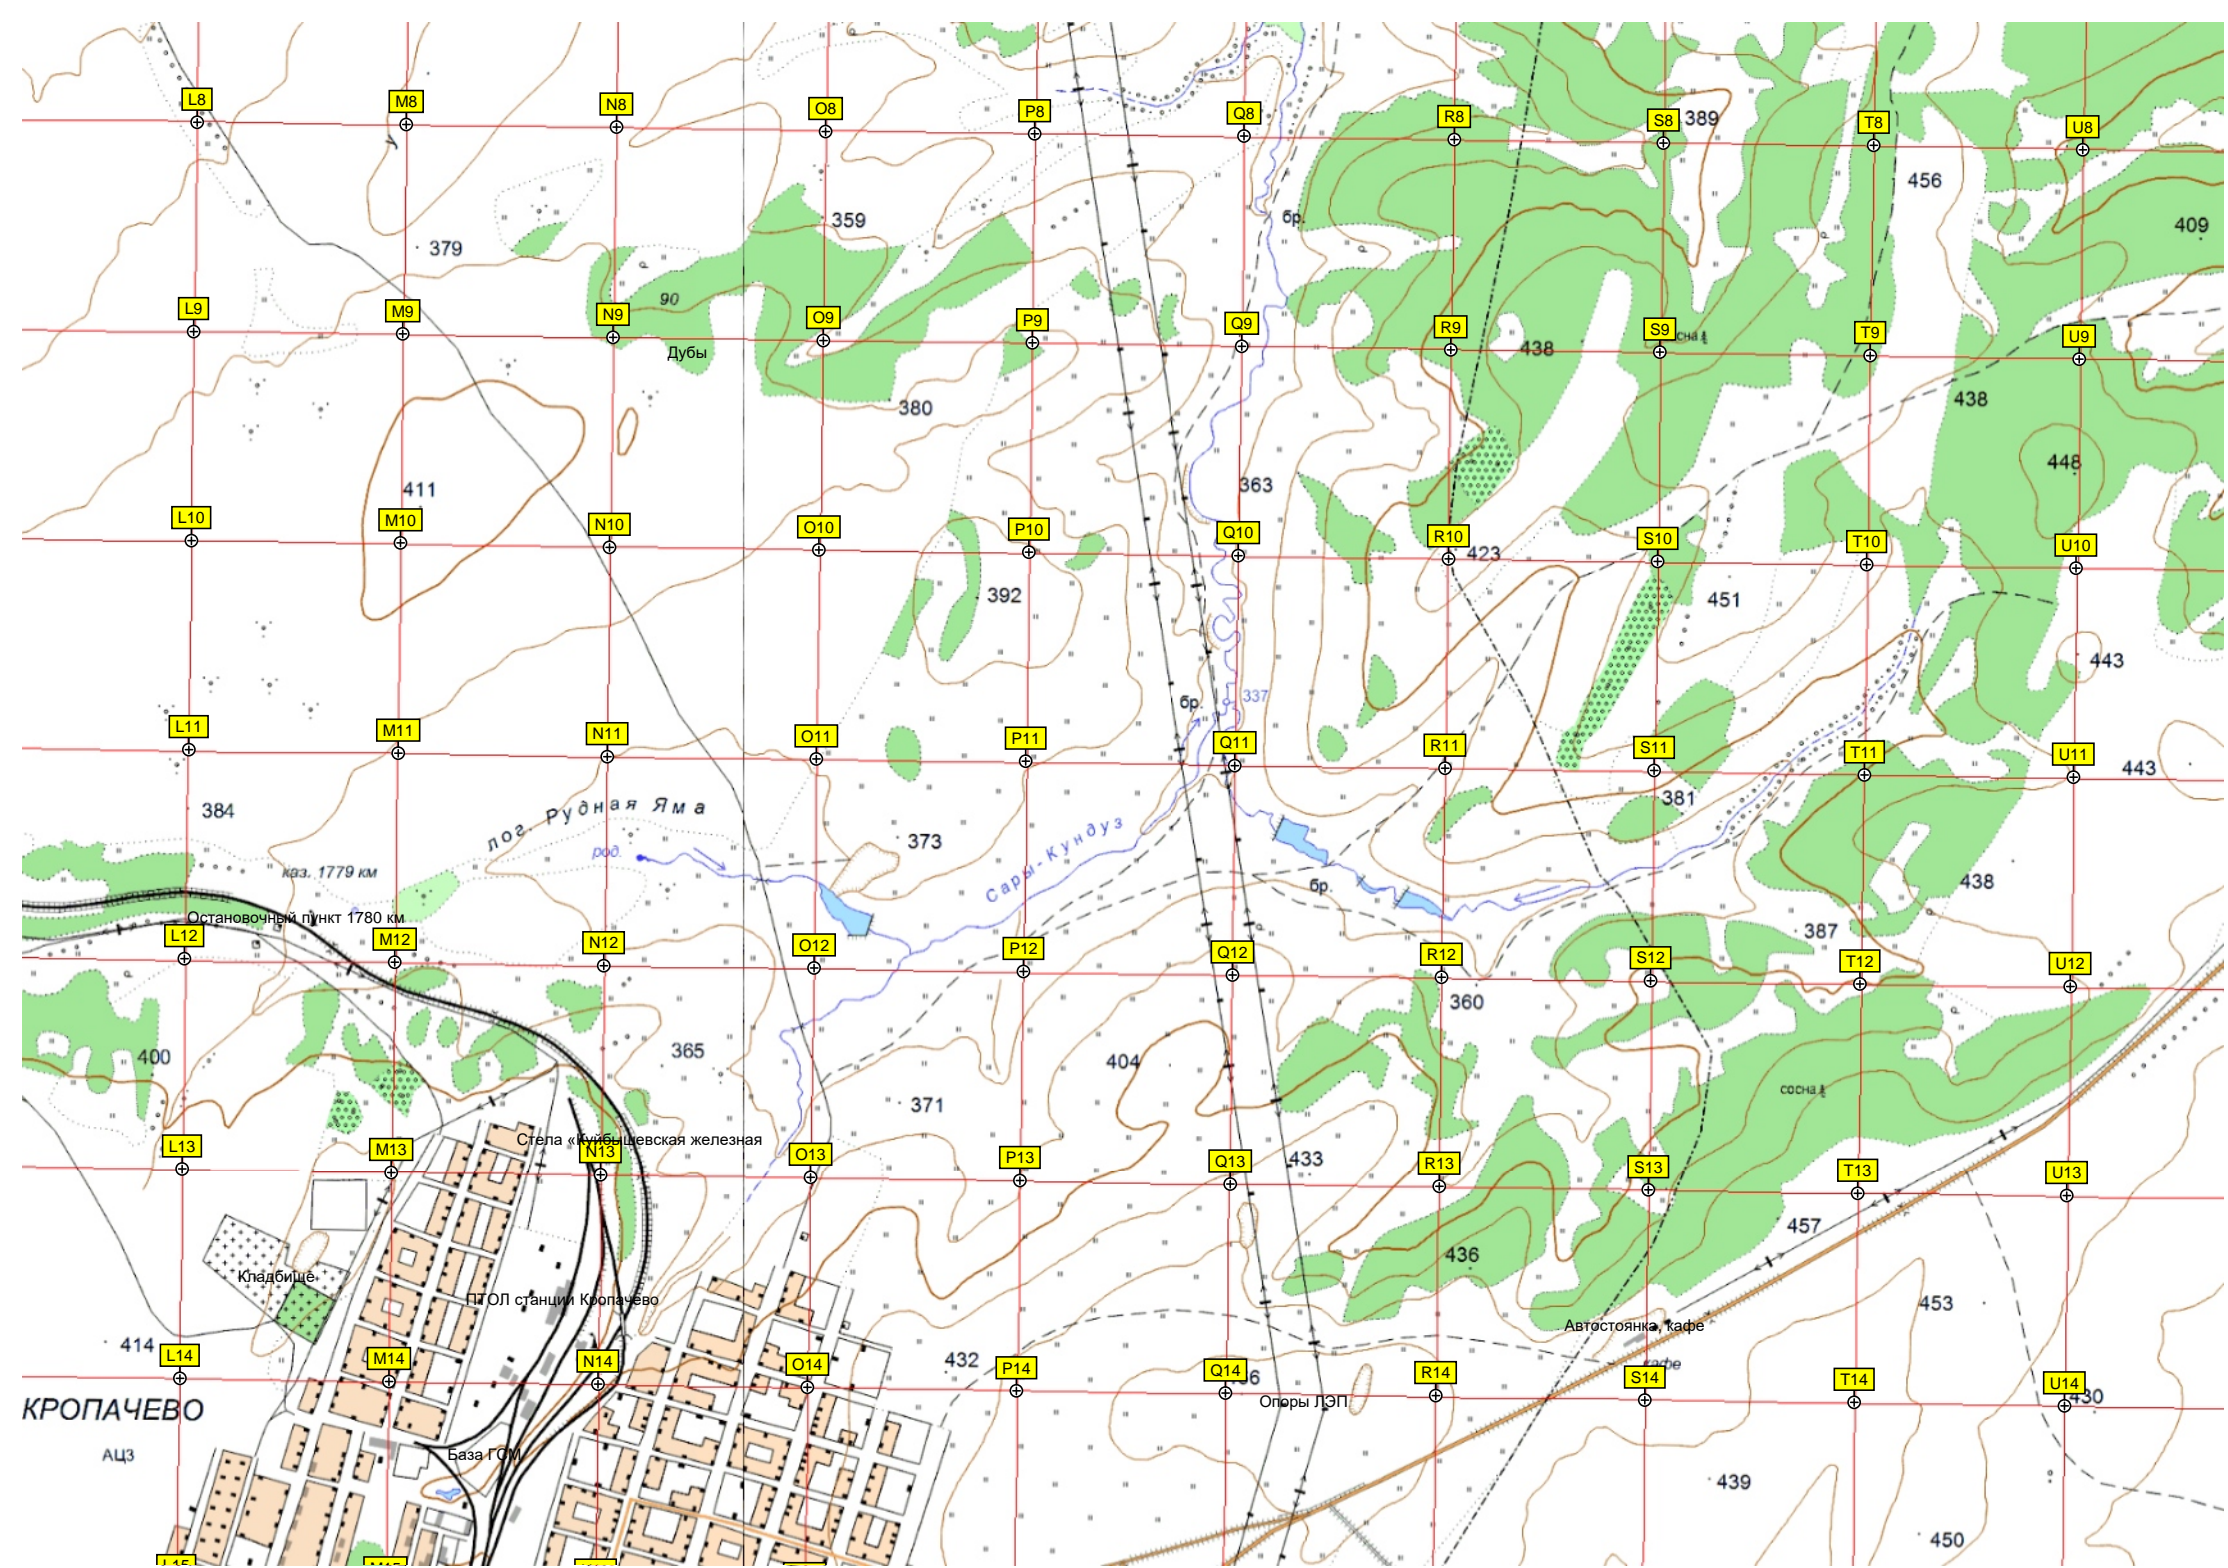 L8
M8
N8
O8
P8
Q8
R8
S8
389
T8
U8
у
456
359
бр.
409
379
90
L9
M9
N9
O9
P9
Q9
R9
S9
T9
U9
Дубы
438
380
438
411
363
448
L10
M10
N10
O10
P10
Q10
R10
423
S10
T10
U10
392
451
443
337
бр.
L11
M11
N11
O11
P11
Q11
R11
S11
T11
U11
443
384
лог. Рудная Яма
381
373
Сары-Кундуз
род.
каз. 1779 км
бр.
438
Остановочный пункт 1780 км
387
L12
M12
N12
O12
P12
Q12
R12
S12
T12
U12
360
400
365
404
сосна
371
Стела «Куйбышевская железная
L13
M13
N13
O13
P13
Q13
433
R13
S13
T13
U13
457
436
Кладбище
ПТОЛ станции Кропачево
453
Автостоянка, кафе
414
432
кафе
L14
M14
N14
O14
P14
Q14
R14
S14
T14
U14
430
КРОПАЧЕВО
Опоры ЛЭП
АЦЗ
База ГСМ
439
450
L15
M15